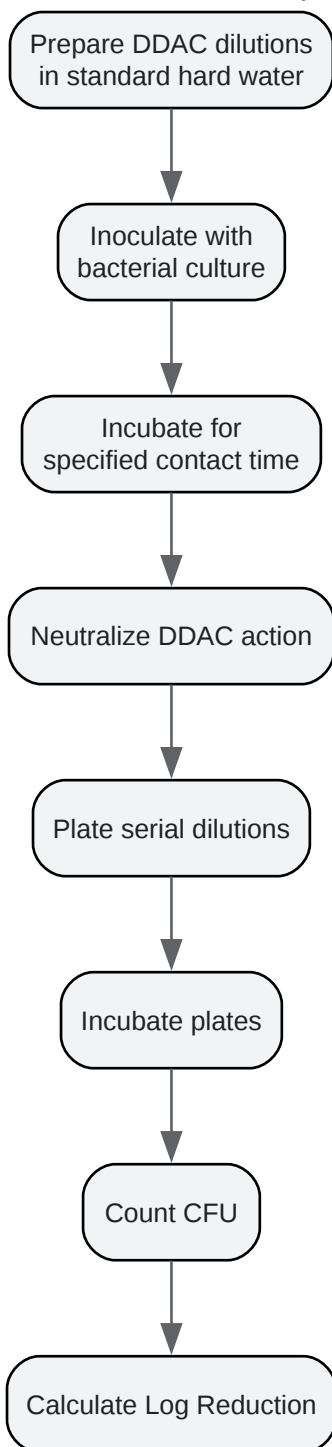 Prepare DDAC dilutions
in standard hard water
Inoculate with
bacterial culture
Incubate for
specified contact time
Neutralize DDAC action
Plate serial dilutions
Incubate plates
Count CFU
Calculate Log Reduction